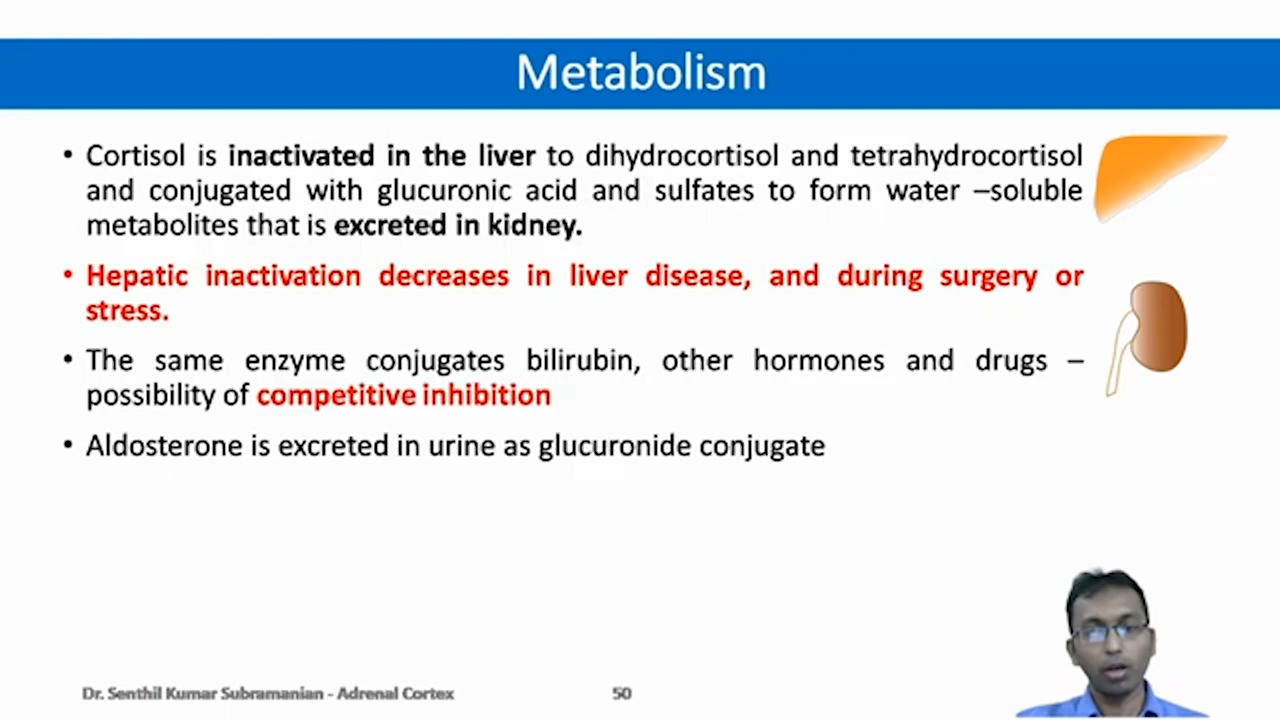 Metabolism
• Cortisol is inactivated in the liver to dihydrocortisol and tetrahydrocortisol
and conjugated with glucuronic acid and sulfates to form water –soluble
metabolites that is excreted in kidney.
• Hepatic inactivation decreases in liver disease, and during surgery or
stress.
• The same enzyme conjugates bilirubin, other hormones and drugs –
possibility of competitive inhibition
• Aldosterone is excreted in urine as glucuronide conjugate
Dr. Senthil Kumar Subramanian - Adrenal Cortex 50